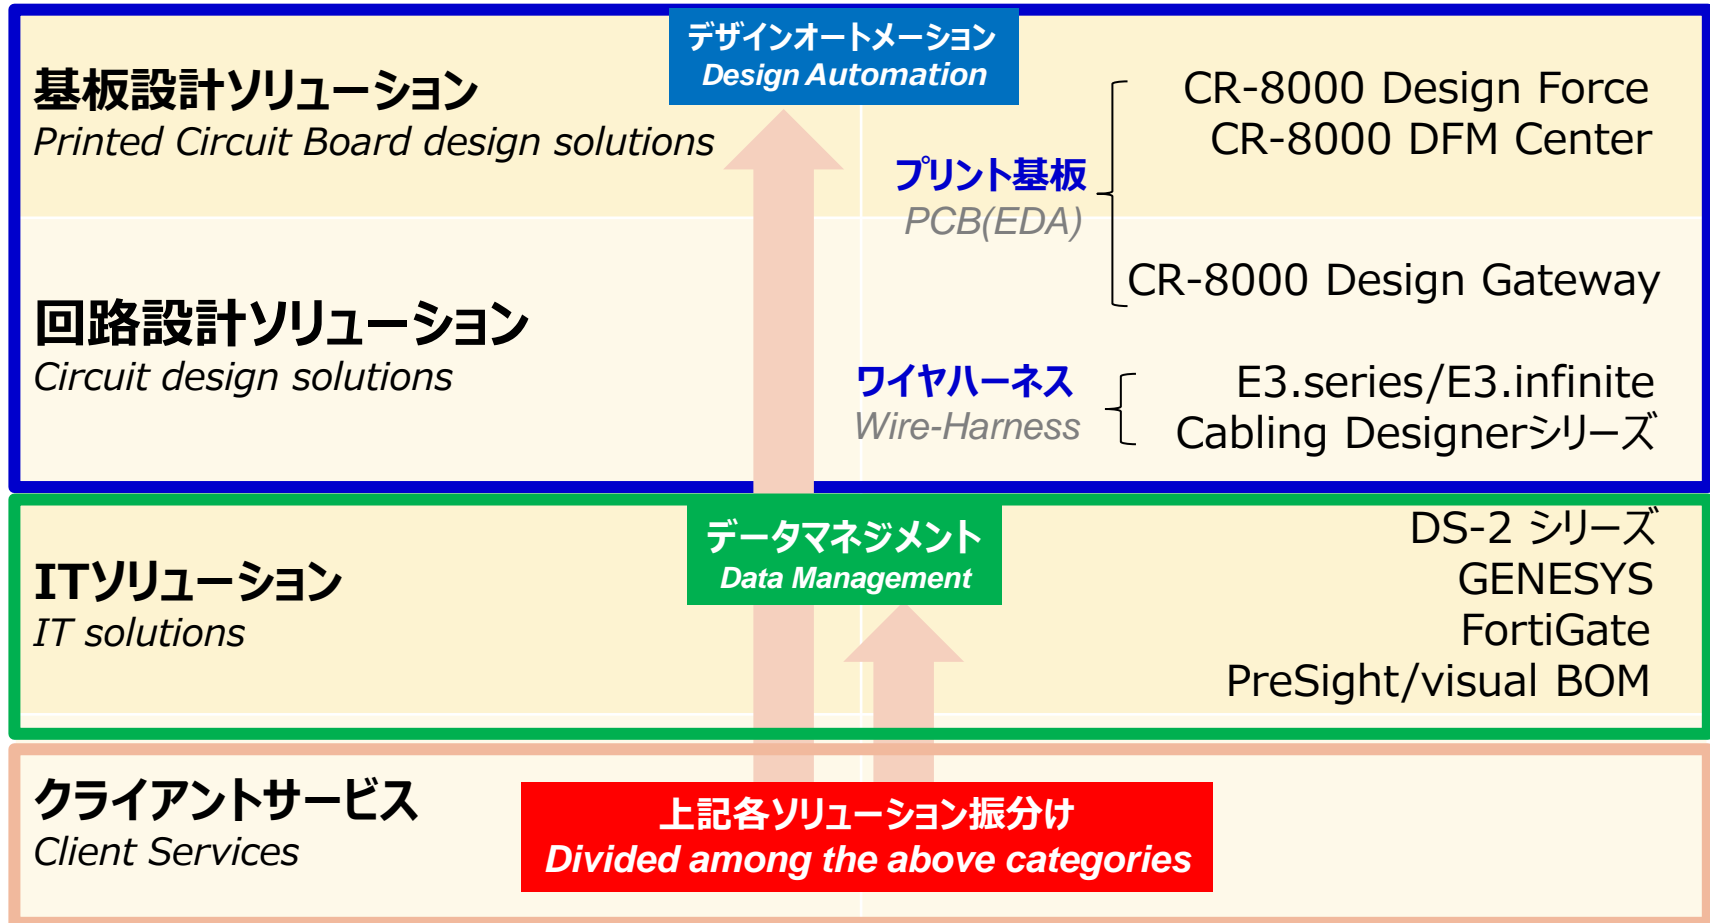 デザインオートメーション
Design Automation
基板設計ソリューション
Printed Circuit Board design solutions
CR-8000 Design Force
CR-8000 DFM Center
プリント基板
PCB(EDA)
CR-8000 Design Gateway
回路設計ソリューション
Circuit design solutions
ワイヤハーネス
Wire-Harness
E3.series/E3.infinite
Cabling Designerシリーズ
データマネジメント
Data Management
ITソリューション
IT solutions
DS-2 シリーズ
GENESYS
FortiGate
PreSight/visual BOM
クライアントサービス
Client Services
上記各ソリューション振分け
Divided among the above categories